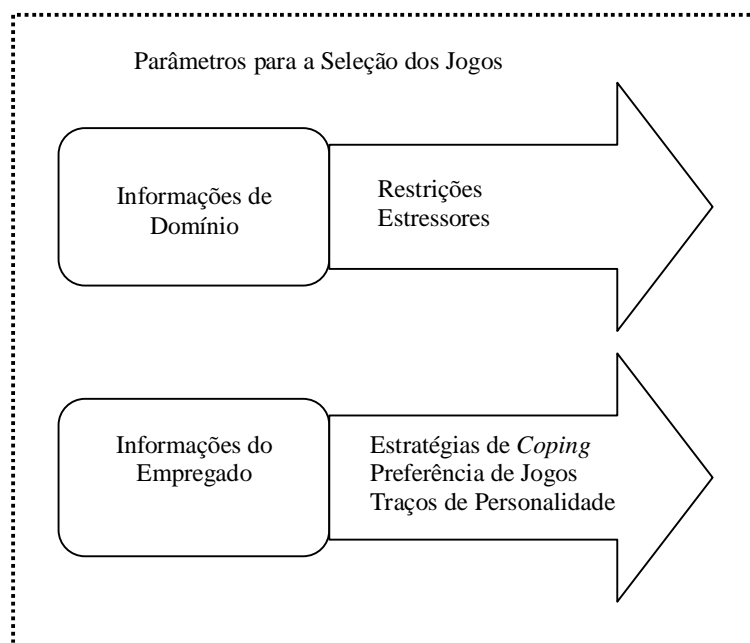 Parâmetros para a Seleção dos Jogos
Informações de
Domínio
Restrições
Estressores
Informações do
Empregado
Estratégias de Coping
Preferência de Jogos
Traços de Personalidade